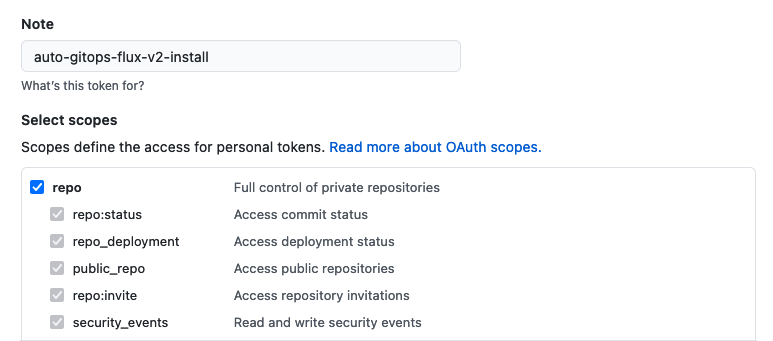 Note
auto-gitops-flux-v2-install
What's this token for?
Select scopes
Scopes define the access for personal tokens. Read more about OAuth scopes.
repo Full control of private repositories
repo:status Access commit status
repo_deployment Access deployment status
public_repo Access public repositories
repo:invite Access repository invitations
security_events Read and write security events